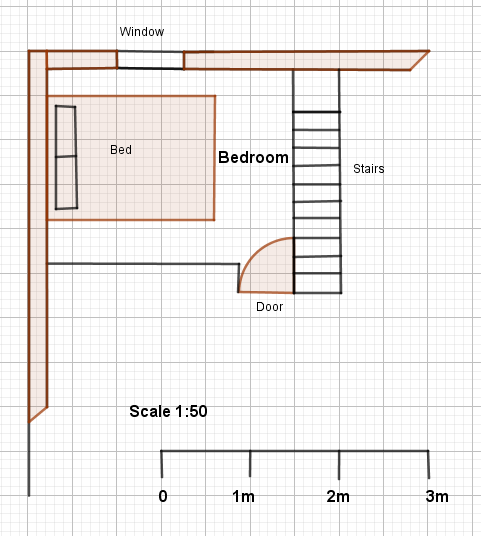 Window
Bed
Bedroom
Stairs
Door
Scale 1:50
0 1m 2m 3m